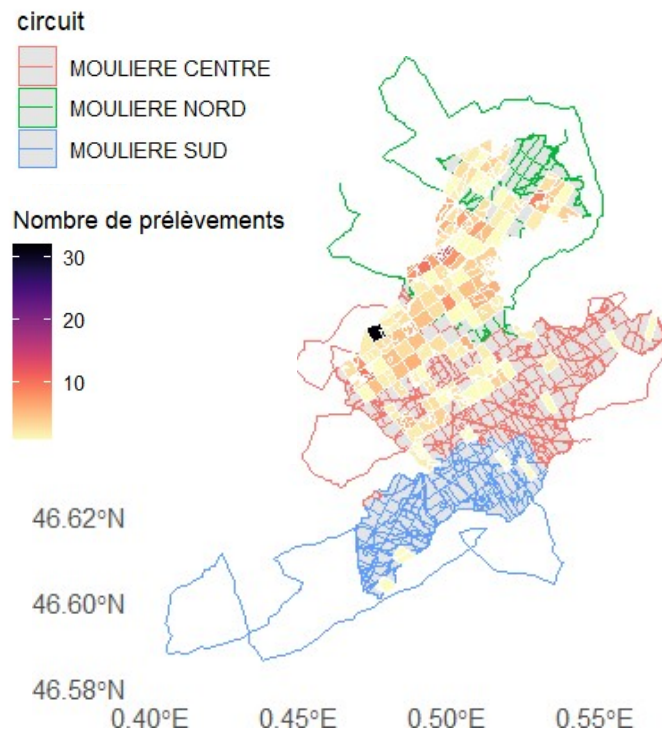 circuit
MOULIERE CENTRE
MOULIERE NORD
MOULIERE SUD
Nombre de prélèvements
30
20
10
46.62°N
46.60°N
46.58°N
0.40°E 0.45°E 0.50°E 0.55°E